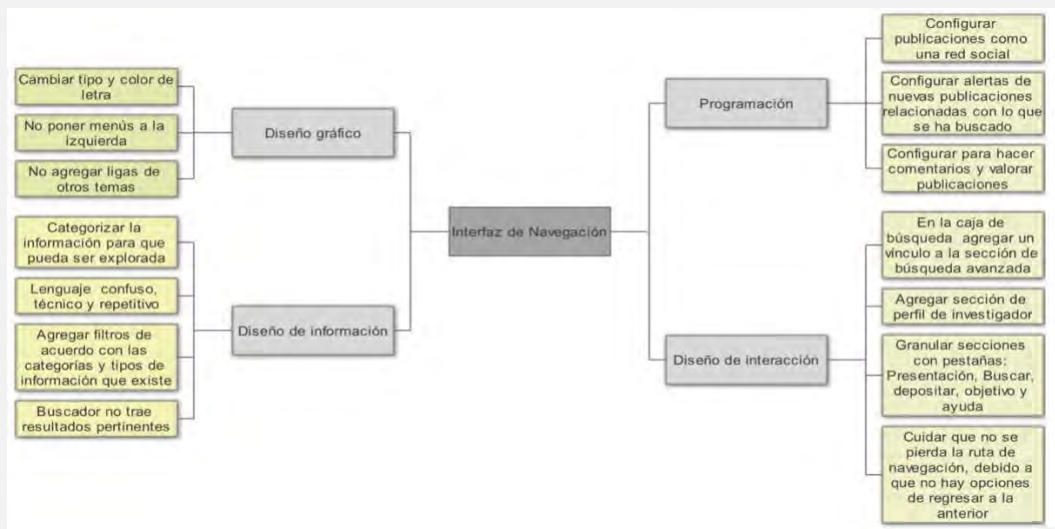 Cambiar tipo y color de
letra
No poner menús a la
izquierda
No agregar ligas de
otros temas
Diseño gráfico
Categorizar la
información para que
pueda ser explorada
Lenguaje confuso,
técnico y repetitivo
Agregar filtros de
acuerdo con las
categorías y tipos de
información que existe
Buscador no trae
resultados pertinentes
Diseño de información
Interfaz de Navegación
Programación
Configurar
publicaciones como
una red social
Configurar alertas de
nuevas publicaciones
relacionadas con lo que
se ha buscado
Configurar para hacer
comentarios y valorar
publicaciones
Diseño de interacción
En la caja de
búsqueda agregar un
vínculo a la sección de
búsqueda avanzada
Agregar sección de
perfil de investigador
Granular secciones
con pestañas:
Presentación, Buscar,
depositar, objetivo y
ayuda
Cuidar que no se
pierda la ruta de
navegación, debido a
que no hay opciones
de regresar a la
anterior